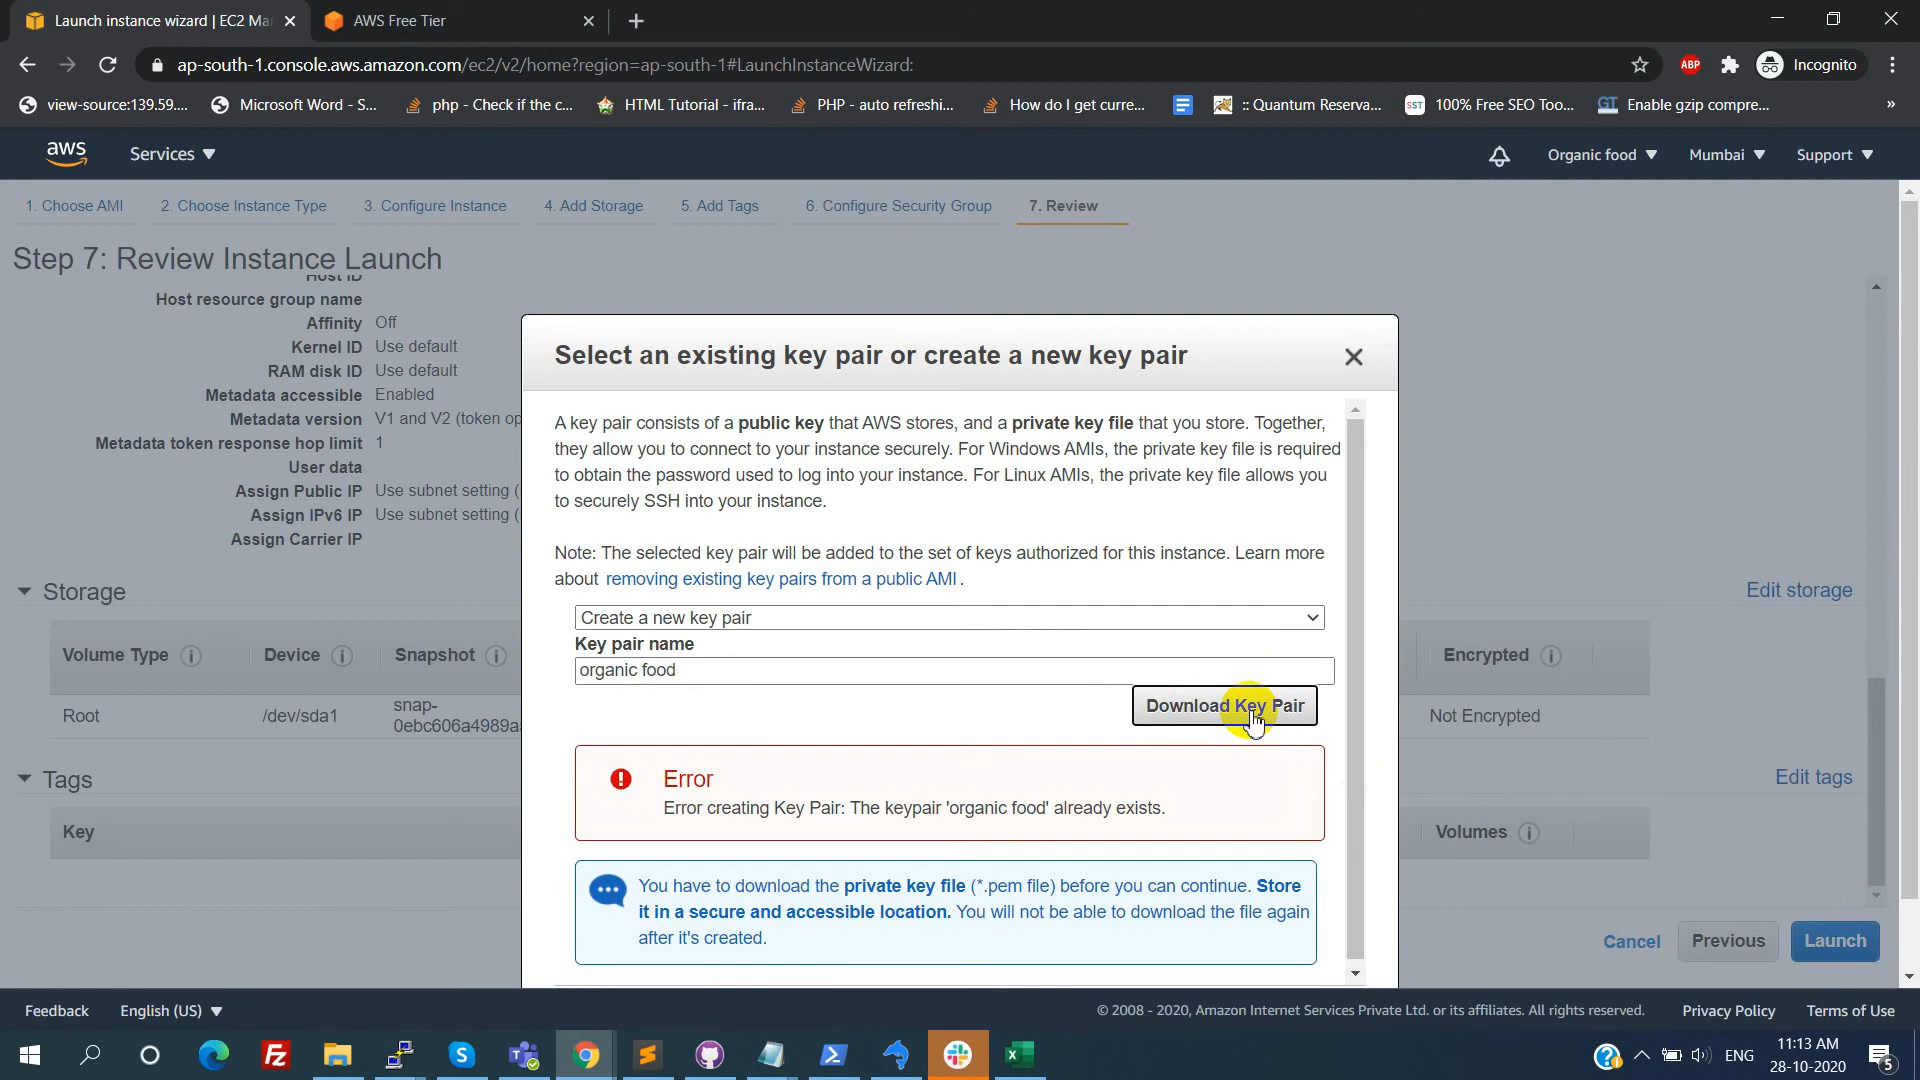 Launch instance wizard | EC2 Ma
AWS Free Tier
ap-south-1.console.aws.amazon.com/ec2/v2/home?region=ap-south-1#LaunchInstanceWizard:
ABP
Incognito
view-source:139.59....
Microsoft Word - S...
php - Check if the c...
HTML Tutorial - ifra...
PHP - auto refreshi...
How do I get curre...
:: Quantum Reserva...
SST
100% Free SEO Too...
GT
Enable gzip compre...
»
aws
Services
Organic food
Mumbai
Support
1. Choose AMI
2. Choose Instance Type
3. Configure Instance
4. Add Storage
5. Add Tags
6. Configure Security Group
7. Review
Step 7: Review Instance Launch
Host ID
Host resource group name
Affinity Off
Kernel ID Use default
RAM disk ID Use default
Metadata accessible Enabled
Metadata version V1 and V2 (token op
Metadata token response hop limit 1
User data
Assign Public IP Use subnet setting (
Assign IPv6 IP Use subnet setting (
Assign Carrier IP
Storage
Edit storage
Volume Type
Device
Snapshot
Encrypted
Root
/dev/sda1
snap-
0ebc606a4989a
Not Encrypted
Tags
Edit tags
Key
Volumes
Select an existing key pair or create a new key pair
A key pair consists of a public key that AWS stores, and a private key file that you store. Together,
they allow you to connect to your instance securely. For Windows AMIs, the private key file is required
to obtain the password used to log into your instance. For Linux AMIs, the private key file allows you
to securely SSH into your instance.
Note: The selected key pair will be added to the set of keys authorized for this instance. Learn more
about removing existing key pairs from a public AMI .
Create a new key pair
Key pair name
organic food
Download Key Pair
Error
Error creating Key Pair: The keypair 'organic food' already exists.
You have to download the private key file (*.pem file) before you can continue. Store
it in a secure and accessible location. You will not be able to download the file again
after it's created.
Cancel
Previous
Launch
Feedback
English (US)
© 2008 - 2020, Amazon Internet Services Private Ltd. or its affiliates. All rights reserved.
Privacy Policy
Terms of Use
ENG
11:13 AM
28-10-2020
5